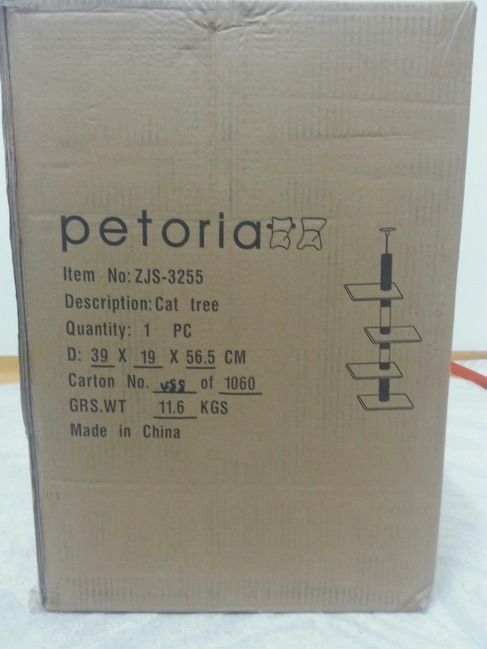 petoria
Item No: ZJS-3255
Description: Cat tree
Quantity: 1 PC
D: 39 X 19 X 56.5 CM
Carton No. of 1060
GRS.WT 11.6 KGS
Made in China